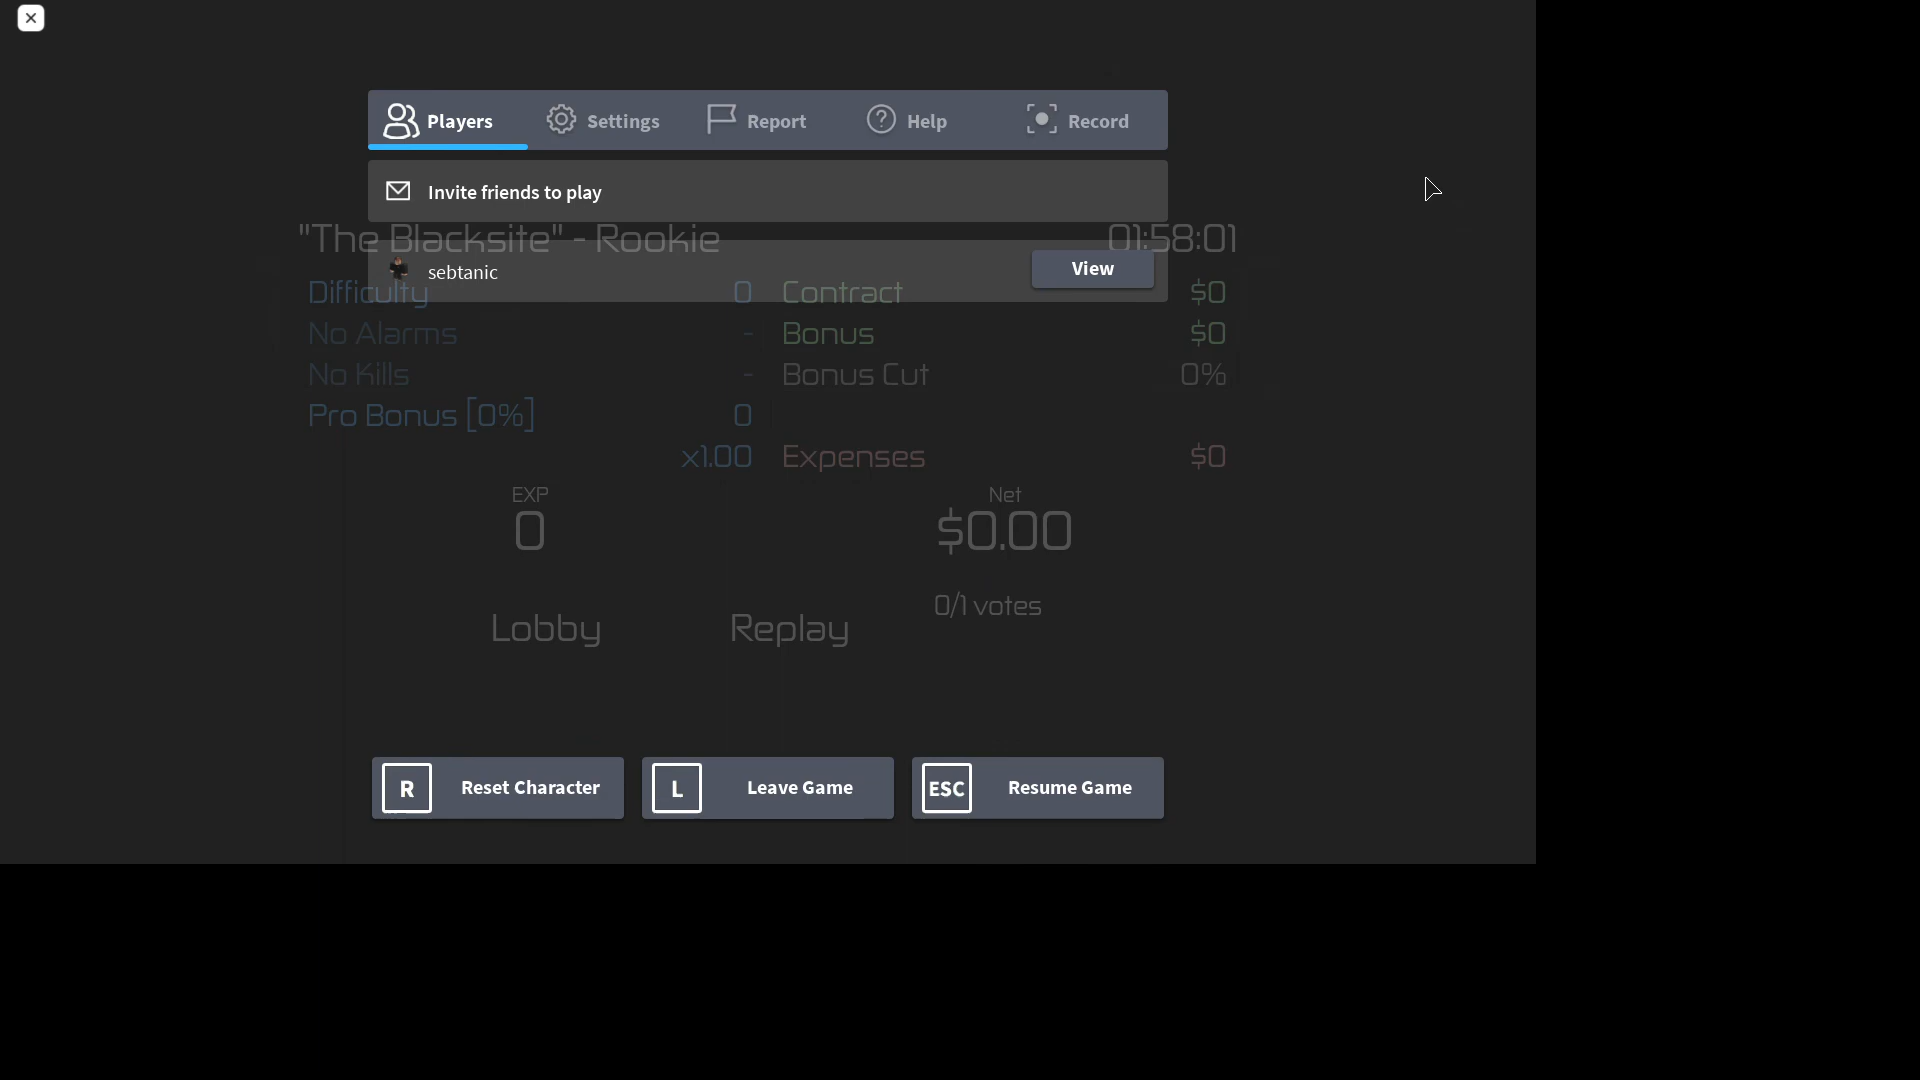 Players Settings Report Help Record
Invite friends to play
"The Blacksite" - Rookie 01:58:01
sebtanic View
Difficulty 0 Contract $0
No Alarms - Bonus $0
No Kills - Bonus Cut 0%
Pro Bonus [0%] 0
x1.00 Expenses $0
EXP Net
0 $0.00
0/1 votes
Lobby Replay
R Reset Character L Leave Game ESC Resume Game